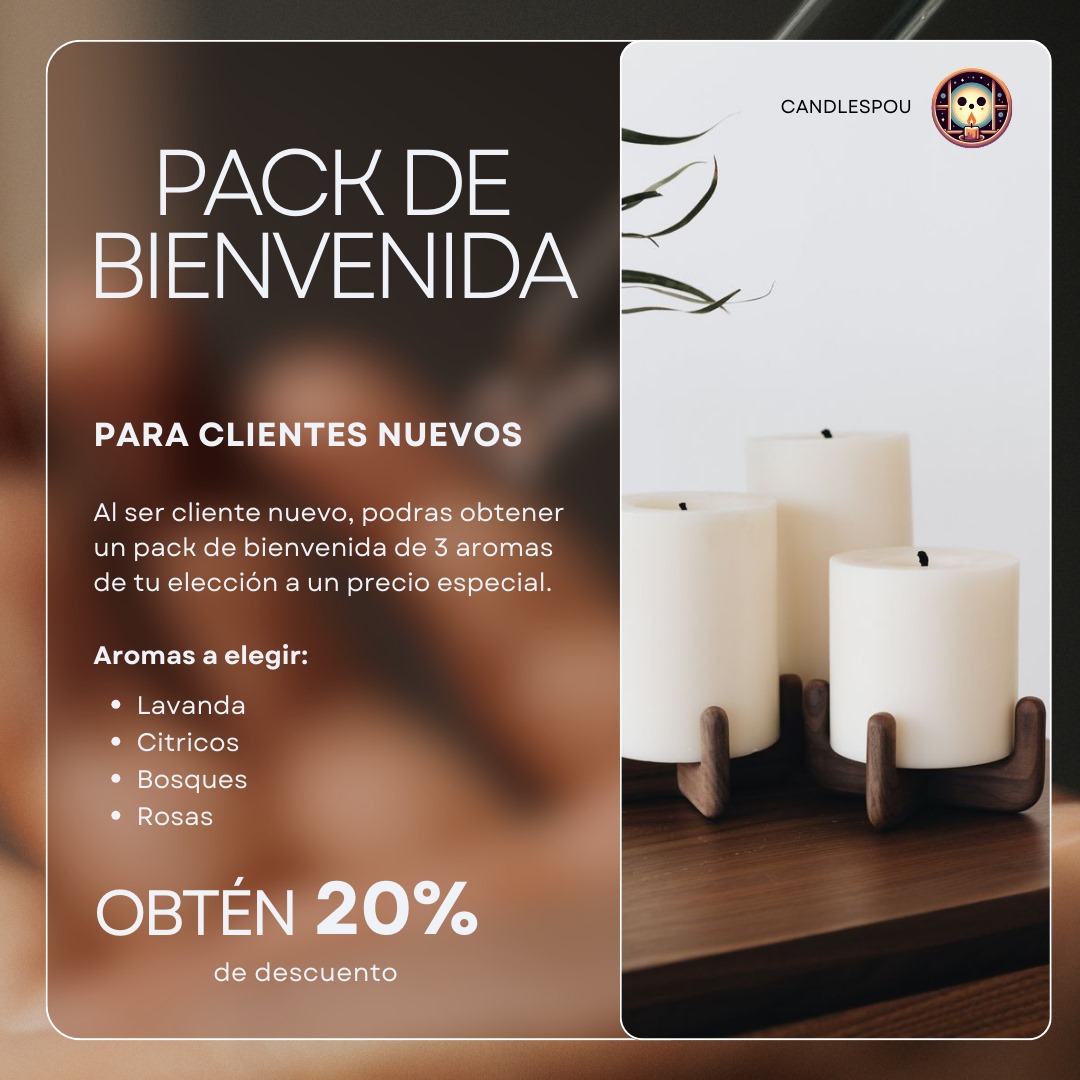 CANDLESPOU
PACK DE
BIENVENIDA
PARA CLIENTES NUEVOS
Al ser cliente nuevo, podras obtener
un pack de bienvenida de 3 aromas
de tu elección a un precio especial.
Aromas a elegir:
• Lavanda
• Citricos
• Bosques
• Rosas
OBTÉN 20%
de descuento